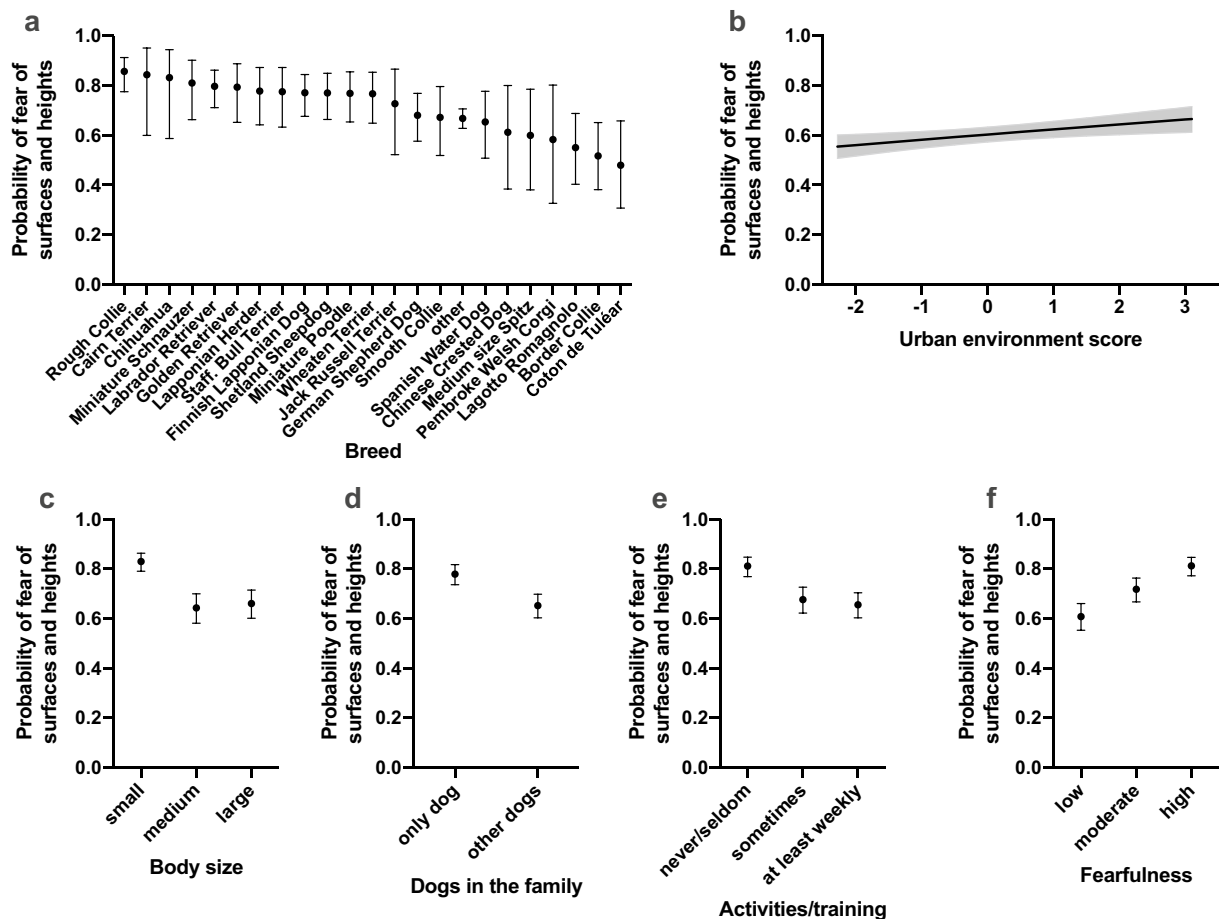 a
Probability of fear of
surfaces and heights
1.0
0.8
0.6
0.4
0.2
0.0
Rough Collie
Cairn Terrier
Chihuahua
Miniature Schnauzer
Labrador Retriever
Golden Retriever
Lapponian Herder
Staff. Bull Terrier
Finnish Lapponian Dog
Shetland Sheepdog
Miniature Poodle
Wheaten Terrier
Jack Russell Terrier
German Shepherd Dog
Smooth Collie
other
Spanish Water Dog
Chinese Crested Dog
Medium size Spitz
Pembroke Welsh Corgi
Lagotto Romagnolo
Border Collie
Coton de Tuléar
Breed
b
Probability of fear of
surfaces and heights
1.0
0.8
0.6
0.4
0.2
0.0
-2 -1 0 1 2 3
Urban environment score
c
Probability of fear of
surfaces and heights
1.0
0.8
0.6
0.4
0.2
0.0
small
medium
large
Body size
d
Probability of fear of
surfaces and heights
1.0
0.8
0.6
0.4
0.2
0.0
only dog
other dogs
Dogs in the family
e
Probability of fear of
surfaces and heights
1.0
0.8
0.6
0.4
0.2
0.0
never/seldom
sometimes
at least weekly
Activities/training
f
Probability of fear of
surfaces and heights
1.0
0.8
0.6
0.4
0.2
0.0
low
moderate
high
Fearfulness